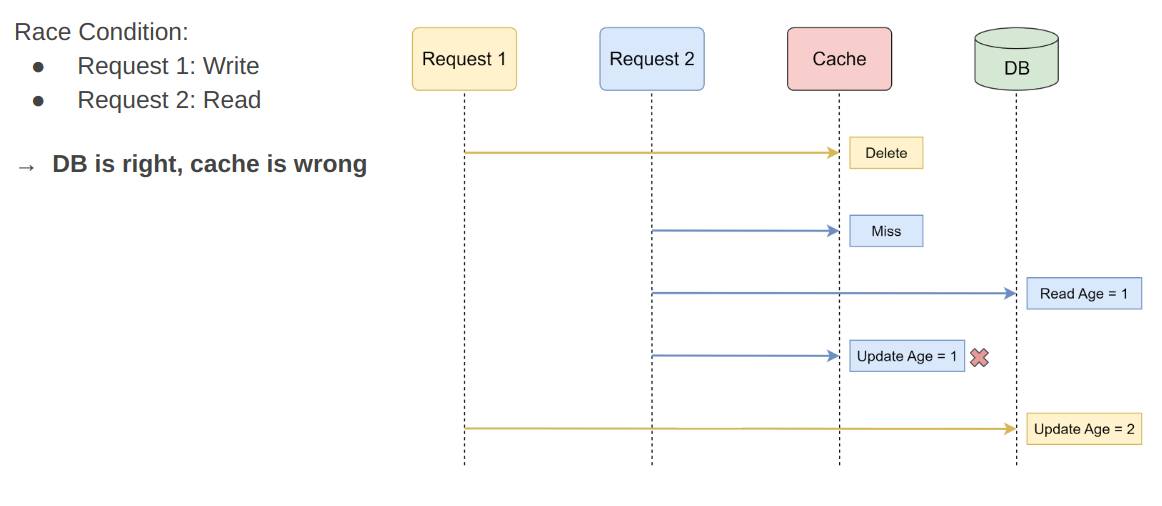 Race Condition:
● Request 1: Write
● Request 2: Read
→ DB is right, cache is wrong
Request 1
Request 2
Cache
DB
Delete
Miss
Read Age = 1
Update Age = 1
Update Age = 2